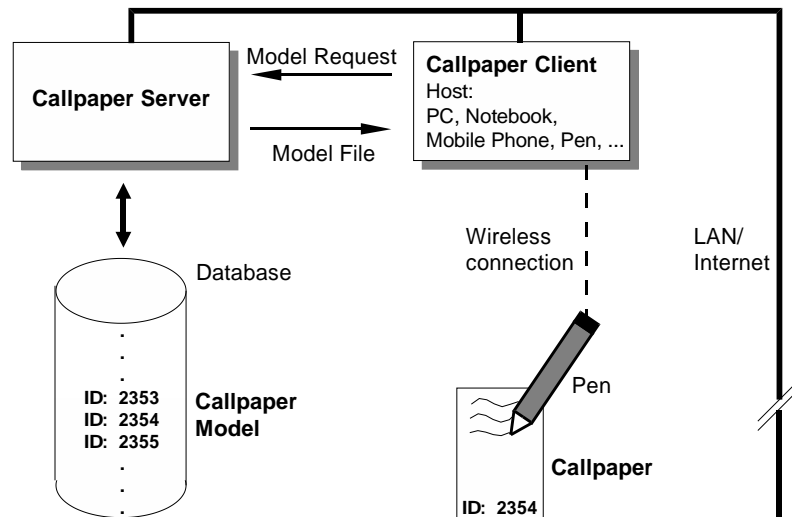 Callpaper Server
Model Request
Model File
Callpaper Client
Host:
PC, Notebook,
Mobile Phone, Pen, ...
Wireless
connection
LAN/
Internet
Database
ID: 2353
ID: 2354
ID: 2355
Callpaper
Model
Pen
Callpaper
ID: 2354